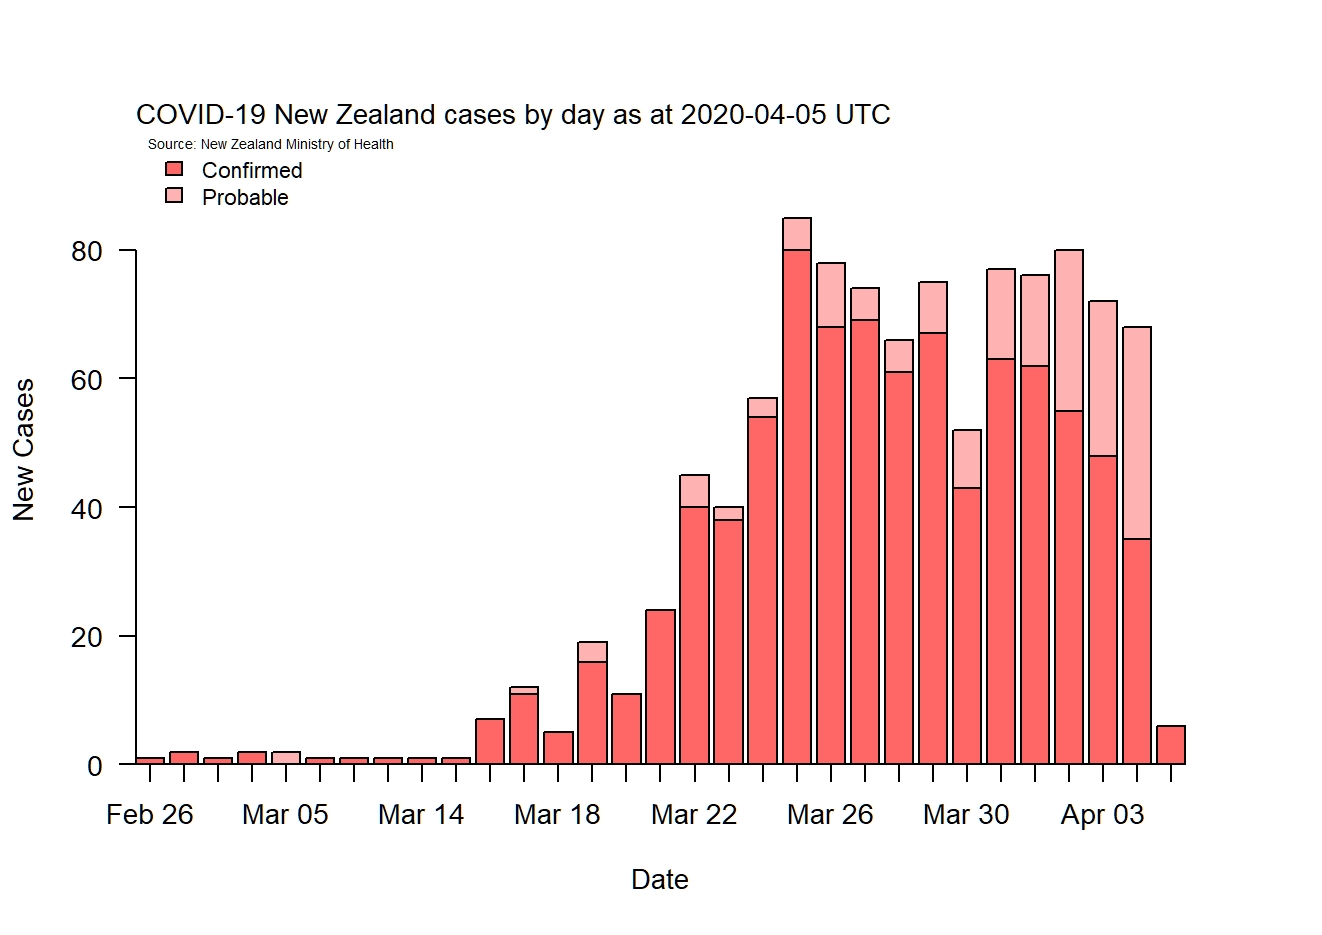 COVID-19 New Zealand cases by day as at 2020-04-05 UTC
Source: New Zealand Ministry of Health
Confirmed
Probable
80
60
40
20
0
New Cases
Feb 26 Mar 05 Mar 14 Mar 18 Mar 22 Mar 26 Mar 30 Apr 03
Date